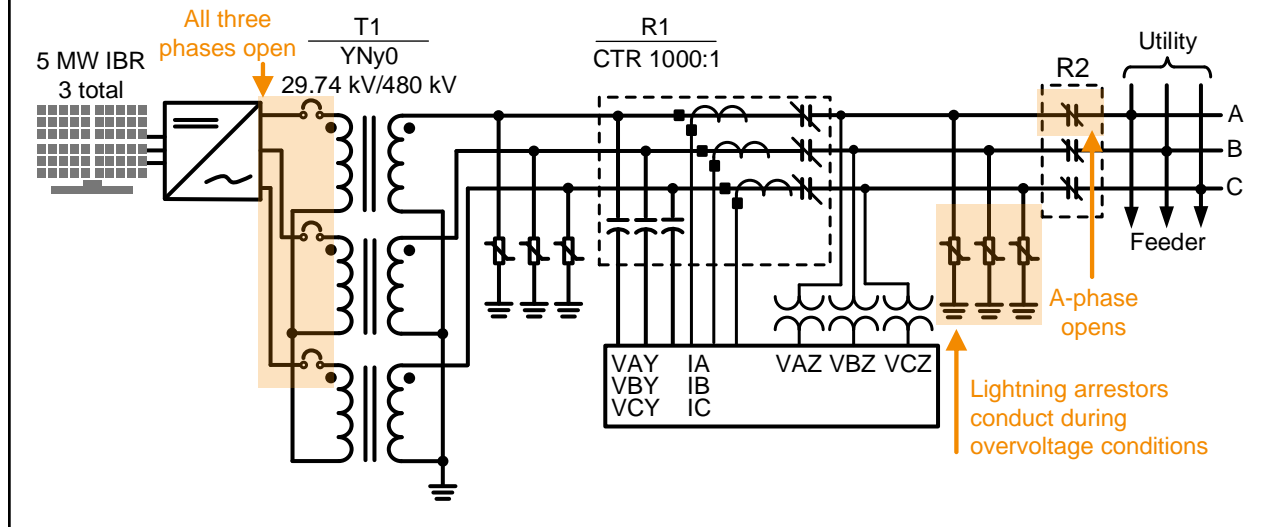 All three
phases open
T1
YNy0
29.74 kV/480 kV
5 MW IBR
3 total
R1
CTR 1000:1
Utility
R2
A
B
C
Feeder
A-phase
opens
VAY IA VAZ VBZ VCZ
VBY IB
VCY IC
Lightning arrestors
conduct during
overvoltage conditions